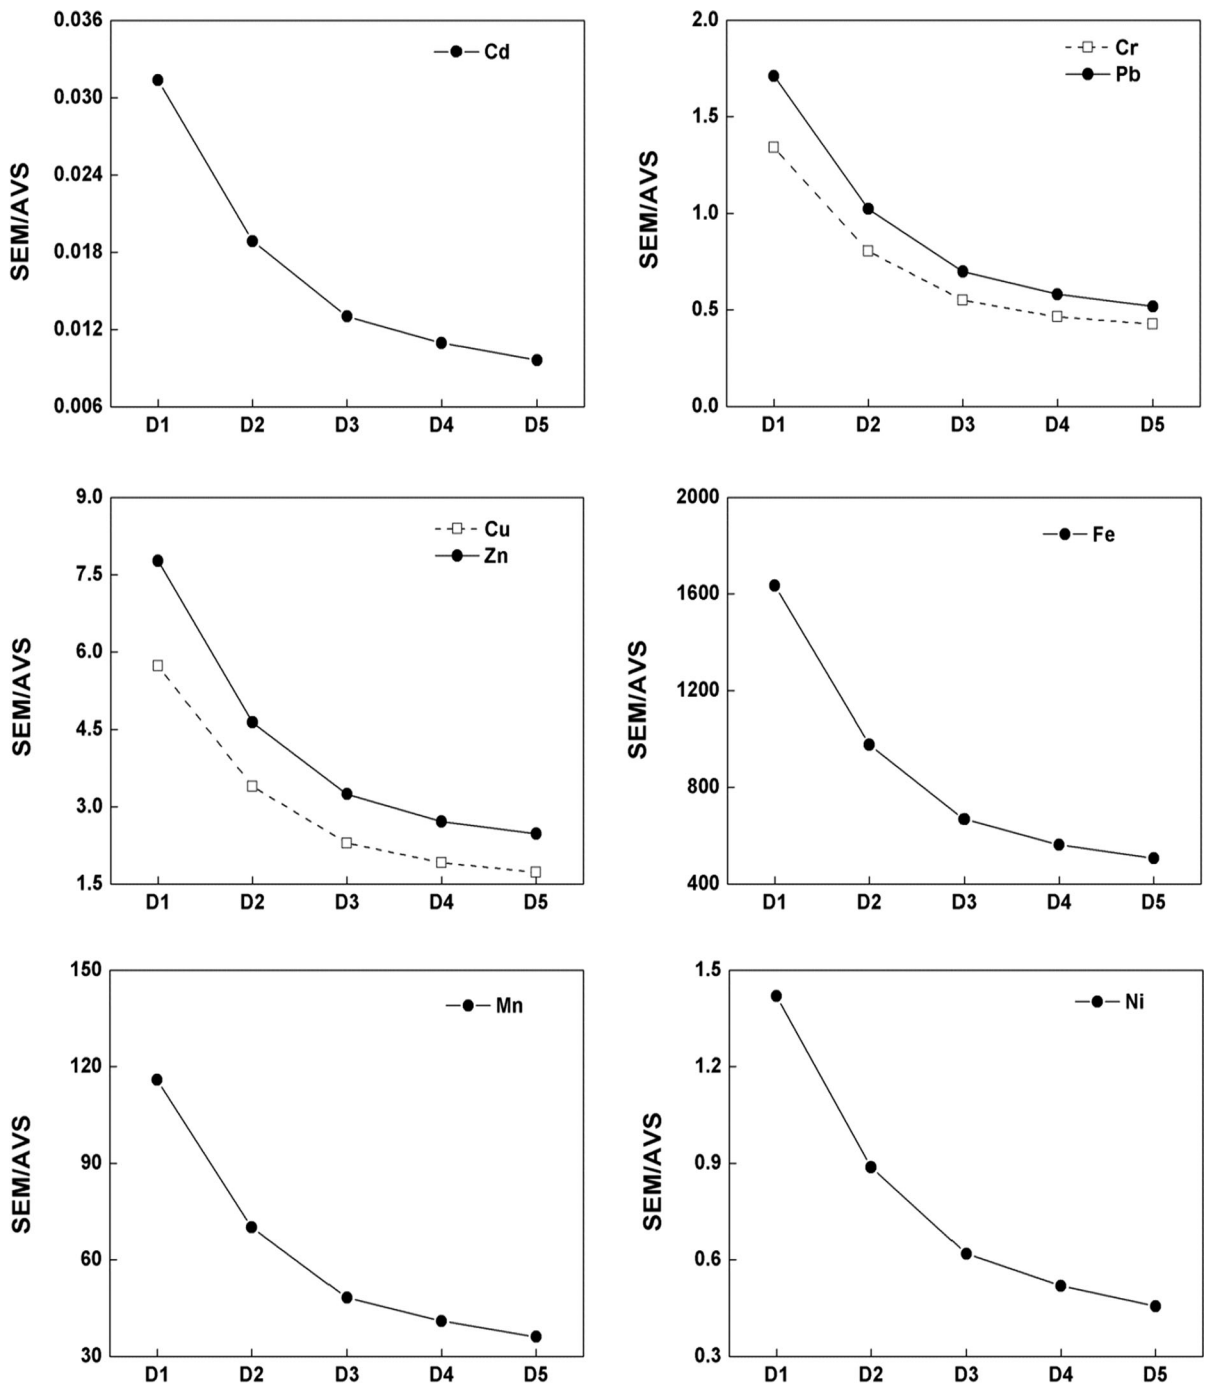 0.036
0.030
0.024
0.018
0.012
0.006
SEM/AVS
Cd
D1 D2 D3 D4 D5
2.0
1.5
1.0
0.5
0.0
SEM/AVS
Cr
Pb
D1 D2 D3 D4 D5
9.0
7.5
6.0
4.5
3.0
1.5
SEM/AVS
Cu
Zn
D1 D2 D3 D4 D5
2000
1600
1200
800
400
SEM/AVS
Fe
D1 D2 D3 D4 D5
150
120
90
60
30
SEM/AVS
Mn
D1 D2 D3 D4 D5
1.5
1.2
0.9
0.6
0.3
SEM/AVS
Ni
D1 D2 D3 D4 D5